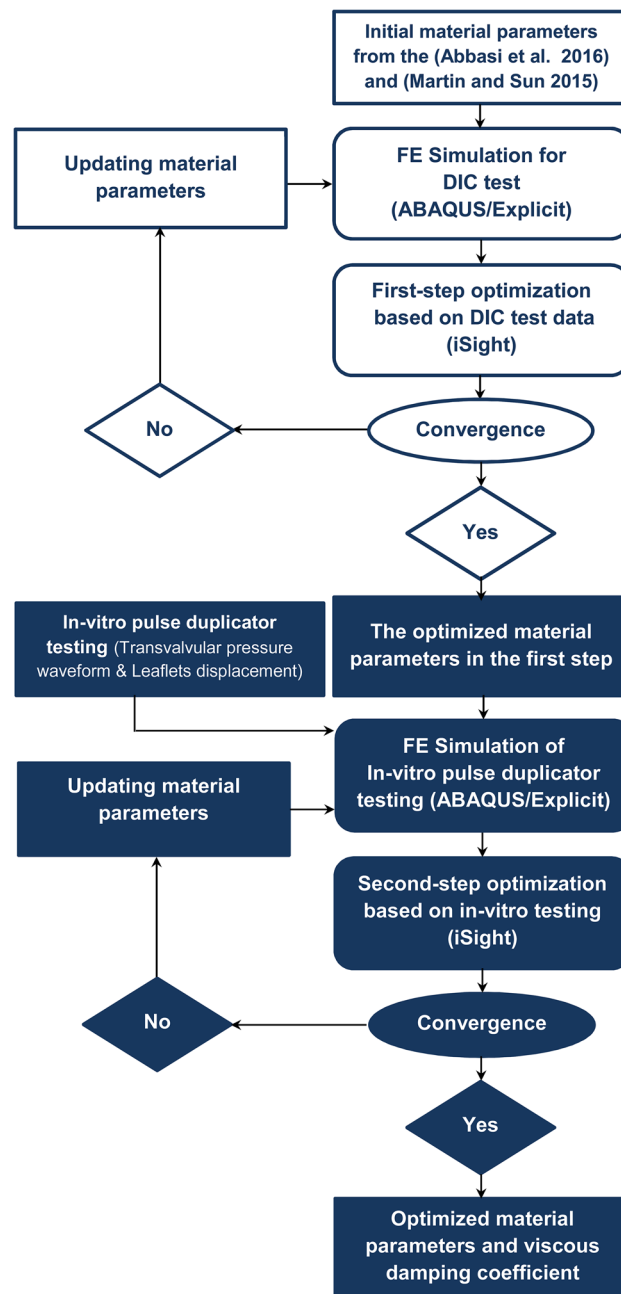 Initial material parameters
from the (Abbasi et al. 2016)
and (Martin and Sun 2015)
Updating material
parameters
FE Simulation for
DIC test
(ABAQUS/Explicit)
First-step optimization
based on DIC test data
(iSight)
No
Convergence
Yes
In-vitro pulse duplicator
testing (Transvalvular pressure
waveform & Leaflets displacement)
The optimized material
parameters in the first step
FE Simulation of
In-vitro pulse duplicator
testing (ABAQUS/Explicit)
Updating material
parameters
Second-step optimization
based on in-vitro testing
(iSight)
No
Convergence
Yes
Optimized material
parameters and viscous
damping coefficient